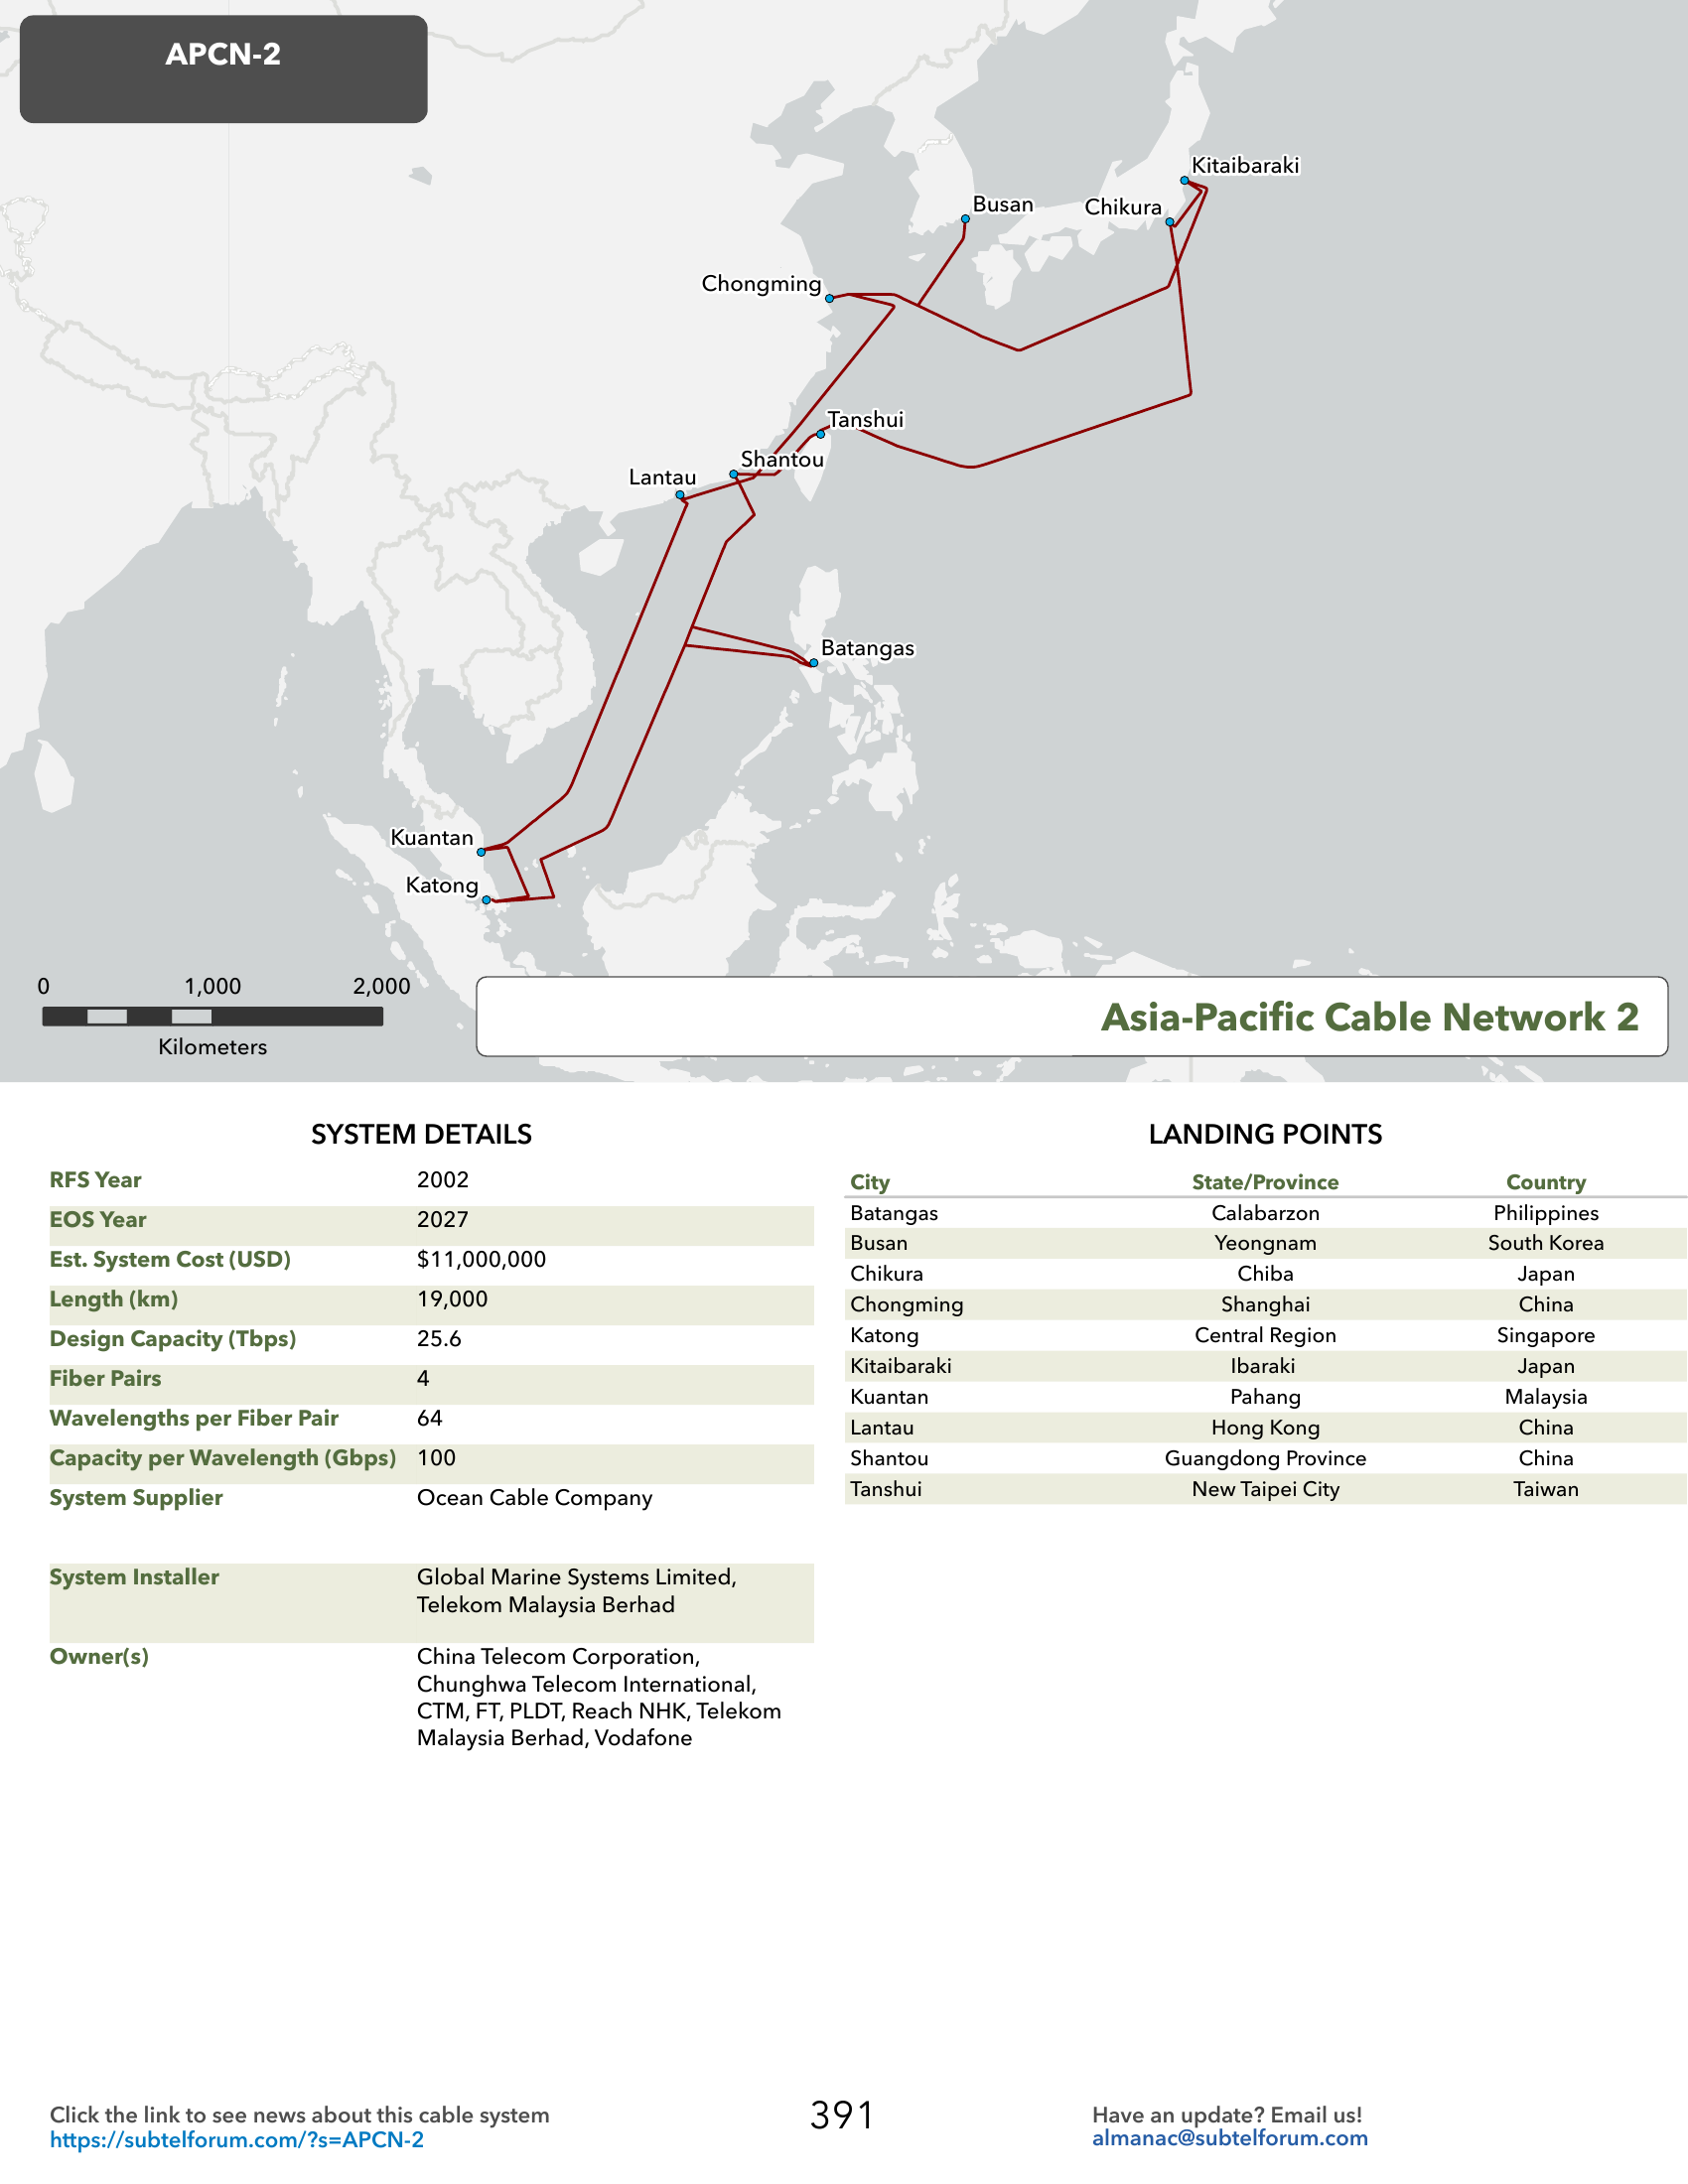 APCN-2
Kitaibaraki
Busan
Chikura
Chongming
Tanshui
Shantou
Lantau
Batangas
Kuantan
Katong
0 1,000 2,000
Kilometers
Asia-Pacific Cable Network 2
SYSTEM DETAILS
RFS Year 2002
EOS Year 2027
Est. System Cost (USD) $11,000,000
Length (km) 19,000
Design Capacity (Tbps) 25.6
Fiber Pairs 4
Wavelengths per Fiber Pair 64
Capacity per Wavelength (Gbps) 100
System Supplier Ocean Cable Company
System Installer Global Marine Systems Limited,
Telekom Malaysia Berhad
Owner(s) China Telecom Corporation,
Chunghwa Telecom International,
CTM, FT, PLDT, Reach NHK, Telekom
Malaysia Berhad, Vodafone
LANDING POINTS
City State/Province Country
Batangas Calabarzon Philippines
Busan Yeongnam South Korea
Chikura Chiba Japan
Chongming Shanghai China
Katong Central Region Singapore
Kitaibaraki Ibaraki Japan
Kuantan Pahang Malaysia
Lantau Hong Kong China
Shantou Guangdong Province China
Tanshui New Taipei City Taiwan
Click the link to see news about this cable system
https://subtelforum.com/?s=APCN-2
391
Have an update? Email us!
almanac@subtelforum.com